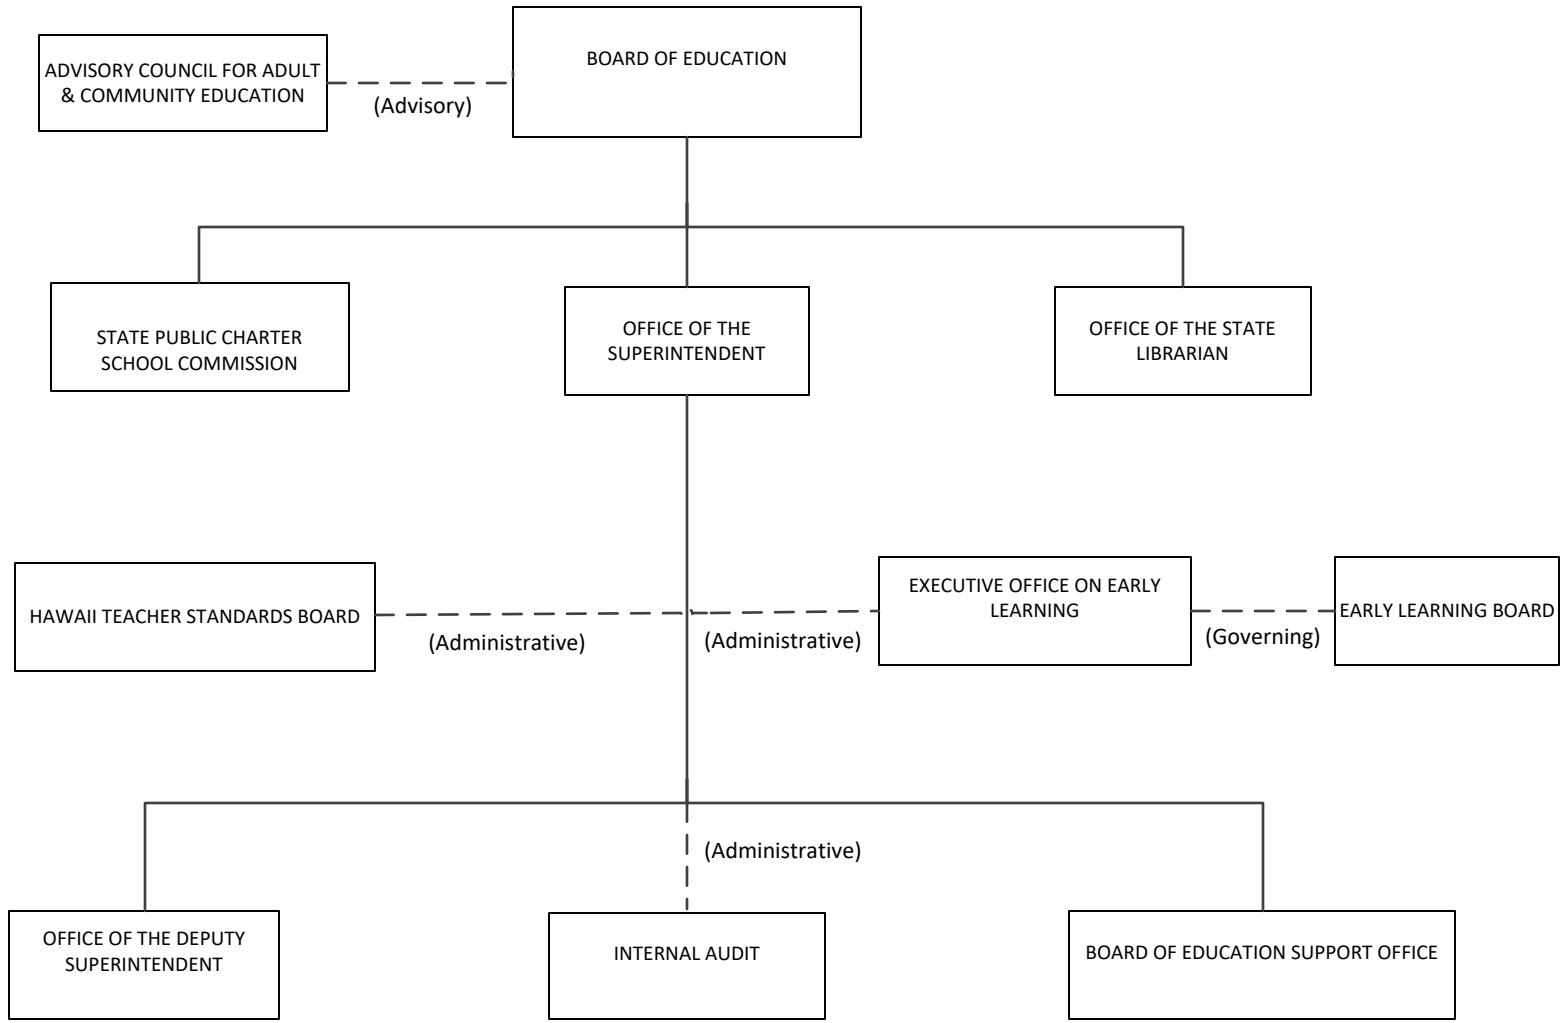 BOARD OF EDUCATION
ADVISORY COUNCIL FOR ADULT
& COMMUNITY EDUCATION
(Advisory)
STATE PUBLIC CHARTER
SCHOOL COMMISSION
OFFICE OF THE
SUPERINTENDENT
OFFICE OF THE STATE
LIBRARIAN
HAWAII TEACHER STANDARDS BOARD
(Administrative)
(Administrative)
EXECUTIVE OFFICE ON EARLY
LEARNING
(Governing)
EARLY LEARNING BOARD
(Administrative)
OFFICE OF THE DEPUTY
SUPERINTENDENT
INTERNAL AUDIT
BOARD OF EDUCATION SUPPORT OFFICE